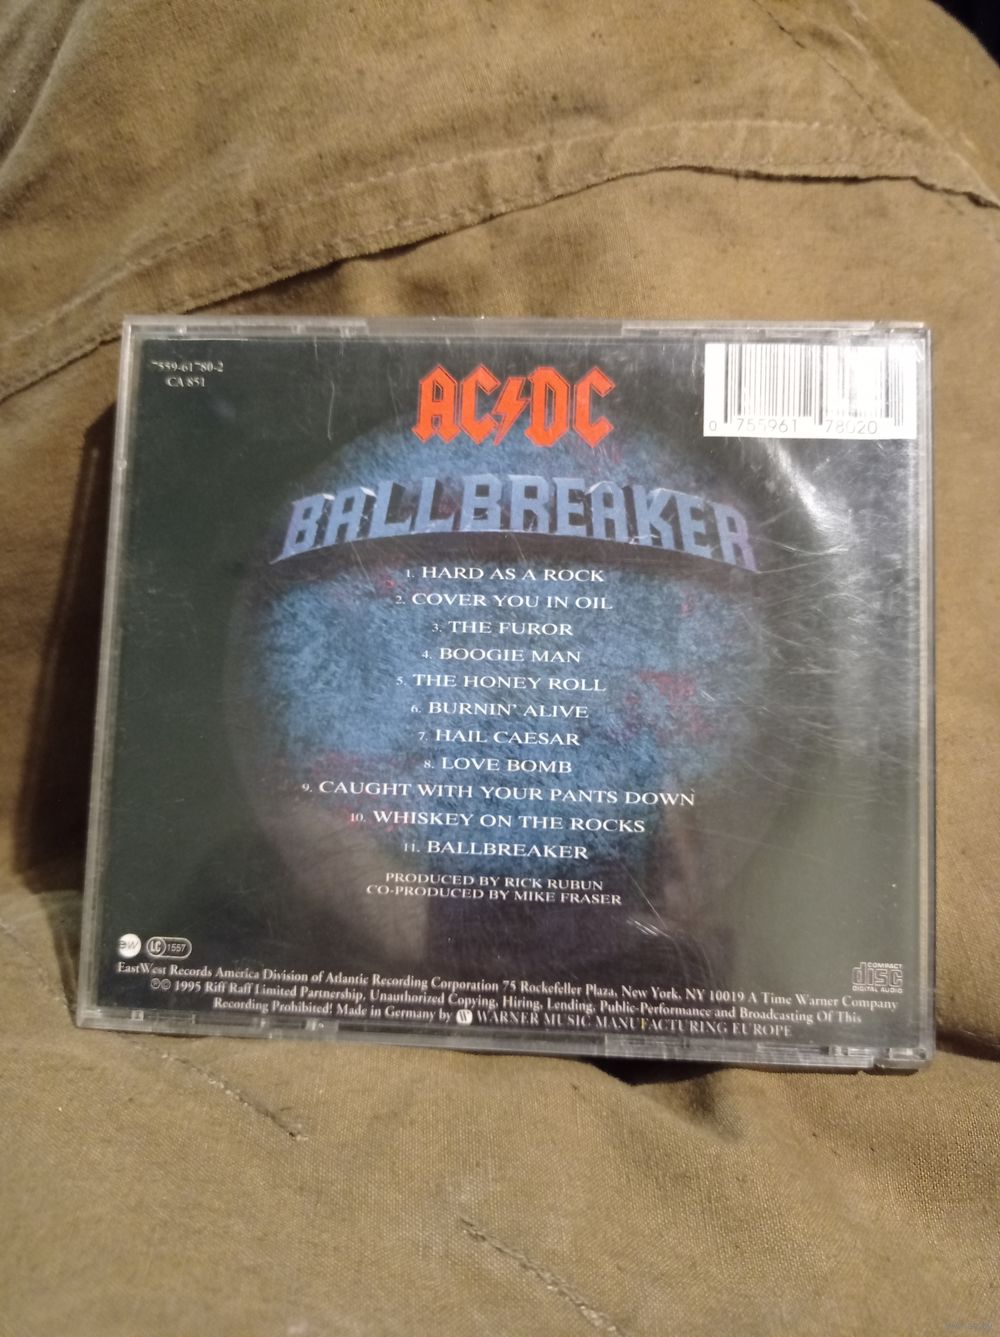 7559-61780-2
CA 851
AC DC
0 755961 78020
BALLBREAKER
1. HARD AS A ROCK
2. COVER YOU IN OIL
3. THE FUROR
4. BOOGIE MAN
5. THE HONEY ROLL
6. BURNIN' ALIVE
7. HAIL CAESAR
8. LOVE BOMB
9. CAUGHT WITH YOUR PANTS DOWN
10. WHISKEY ON THE ROCKS
11. BALLBREAKER
PRODUCED BY RICK RUBUN
CO-PRODUCED BY MIKE FRASER
ew LC 1557
COMPACT
disc
DIGITAL AUDIO
EastWest Records America Division of Atlantic Recording Corporation 75 Rockefeller Plaza, New York, NY 10019 A Time Warner Company
℗© 1995 Riff Raff Limited Partnership, Unauthorized Copying, Hiring, Lending, Public-Performance and Broadcasting Of This
Recording Prohibited! Made in Germany by WARNER MUSIC MANUFACTURING EUROPE